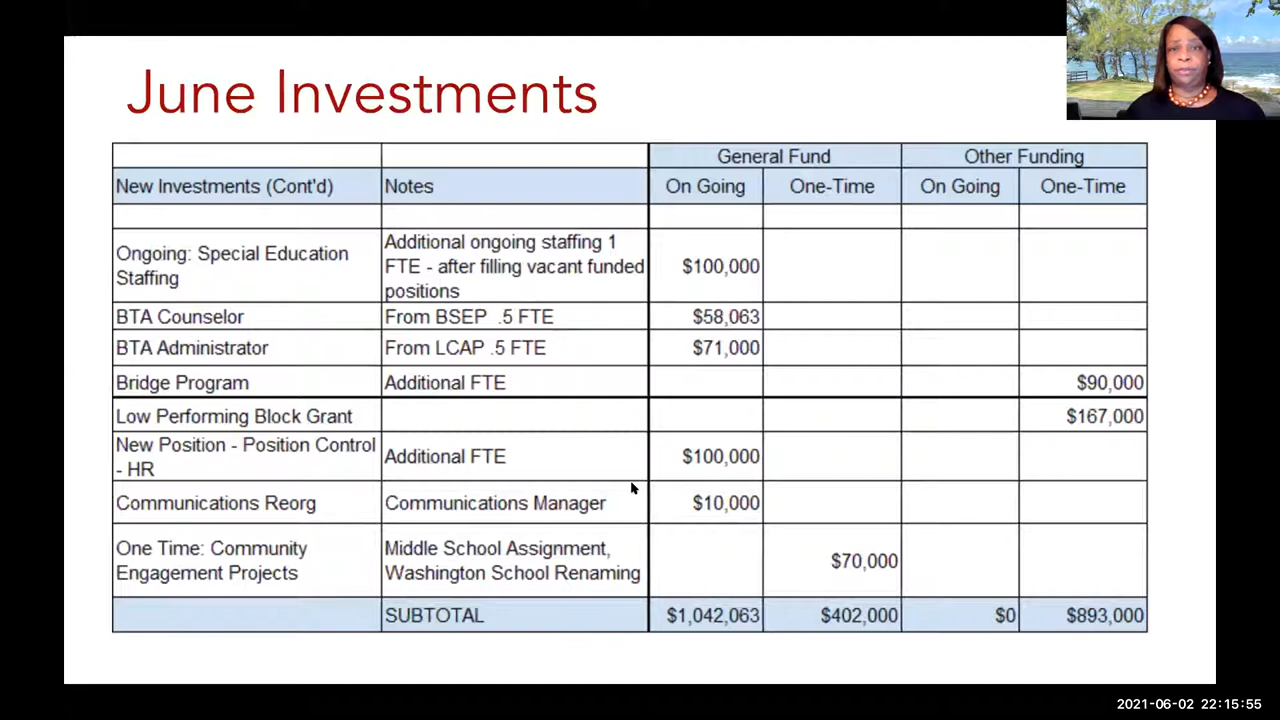 June Investments
General Fund Other Funding
New Investments (Cont'd) Notes On Going One-Time On Going One-Time
Ongoing: Special Education
Staffing
Additional ongoing staffing 1
FTE - after filling vacant funded
positions
$100,000
BTA Counselor From BSEP .5 FTE $58,063
BTA Administrator From LCAP .5 FTE $71,000
Bridge Program Additional FTE $90,000
Low Performing Block Grant $167,000
New Position - Position Control
- HR
Additional FTE $100,000
Communications Reorg Communications Manager $10,000
One Time: Community
Engagement Projects
Middle School Assignment,
Washington School Renaming
$70,000
SUBTOTAL $1,042,063 $402,000 $0 $893,000
2021-06-02 22:15:55